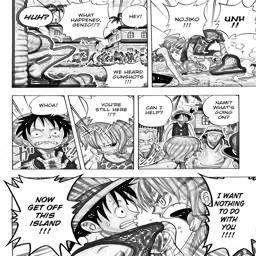 UNH
!!
NOJIKO
!!!
HEY!
WE HEARD
GUNSHOTS
!!!
WHAT
HAPPENED,
GENZO!!?
HUH?
NAMI?
WHAT'S
GOING
ON?
CAN I
HELP?
YOU'RE
STILL HERE
!!?
WHOA!
I WANT
NOTHING
TO DO
WITH
YOU
!!!!
NOW
GET OFF
THIS
ISLAND
!!!